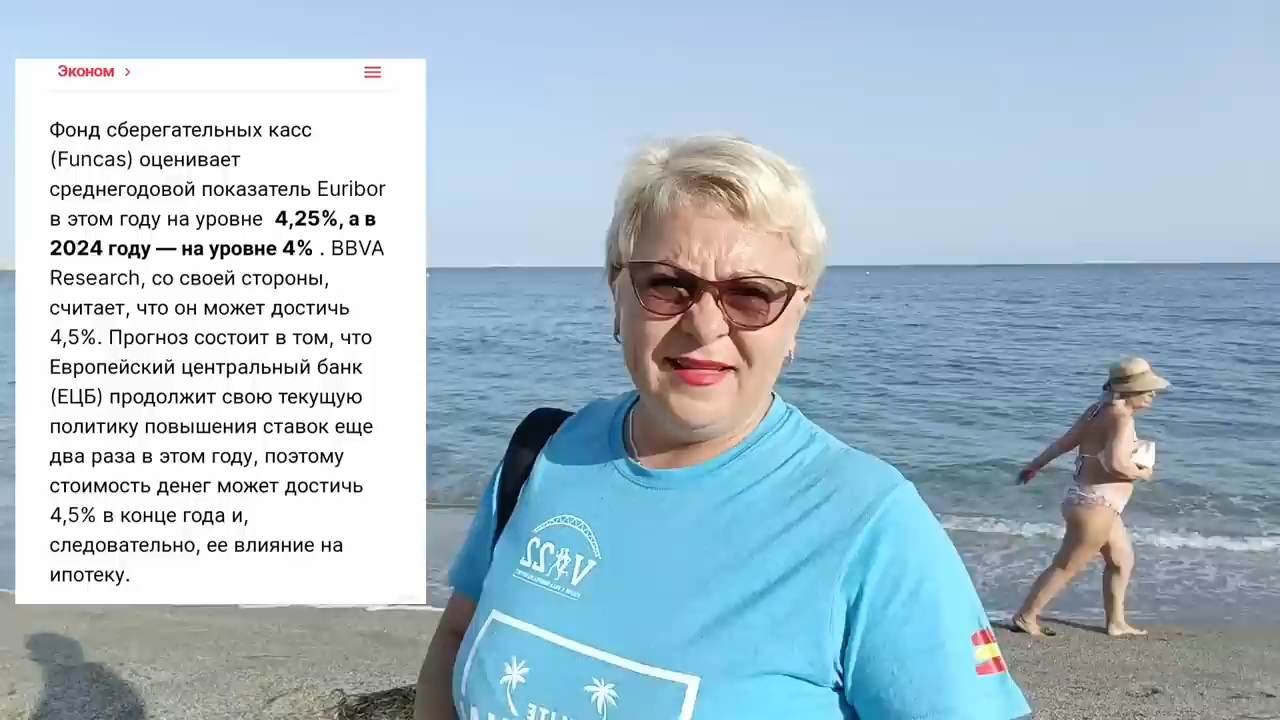 Эконом
Фонд сберегательных касс
(Funcas) оценивает
среднегодовой показатель Euribor
в этом году на уровне 4,25%, а в
2024 году — на уровне 4% . BBVA
Research, со своей стороны,
считает, что он может достичь
4,5%. Прогноз состоит в том, что
Европейский центральный банк
(ЕЦБ) продолжит свою текущую
политику повышения ставок еще
два раза в этом году, поэтому
стоимость денег может достичь
4,5% в конце года и,
следовательно, ее влияние на
ипотеку.